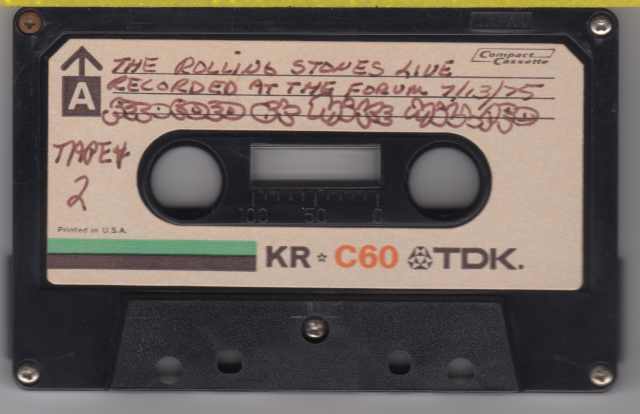 Compact
Cassette
A
THE ROLLING STONES LIVE
RECORDED AT THE FORUM 7/13/75
MIKE
TAPE#
2
100 50 0
Printed in U.S.A.
KR ☆ C60 TDK.